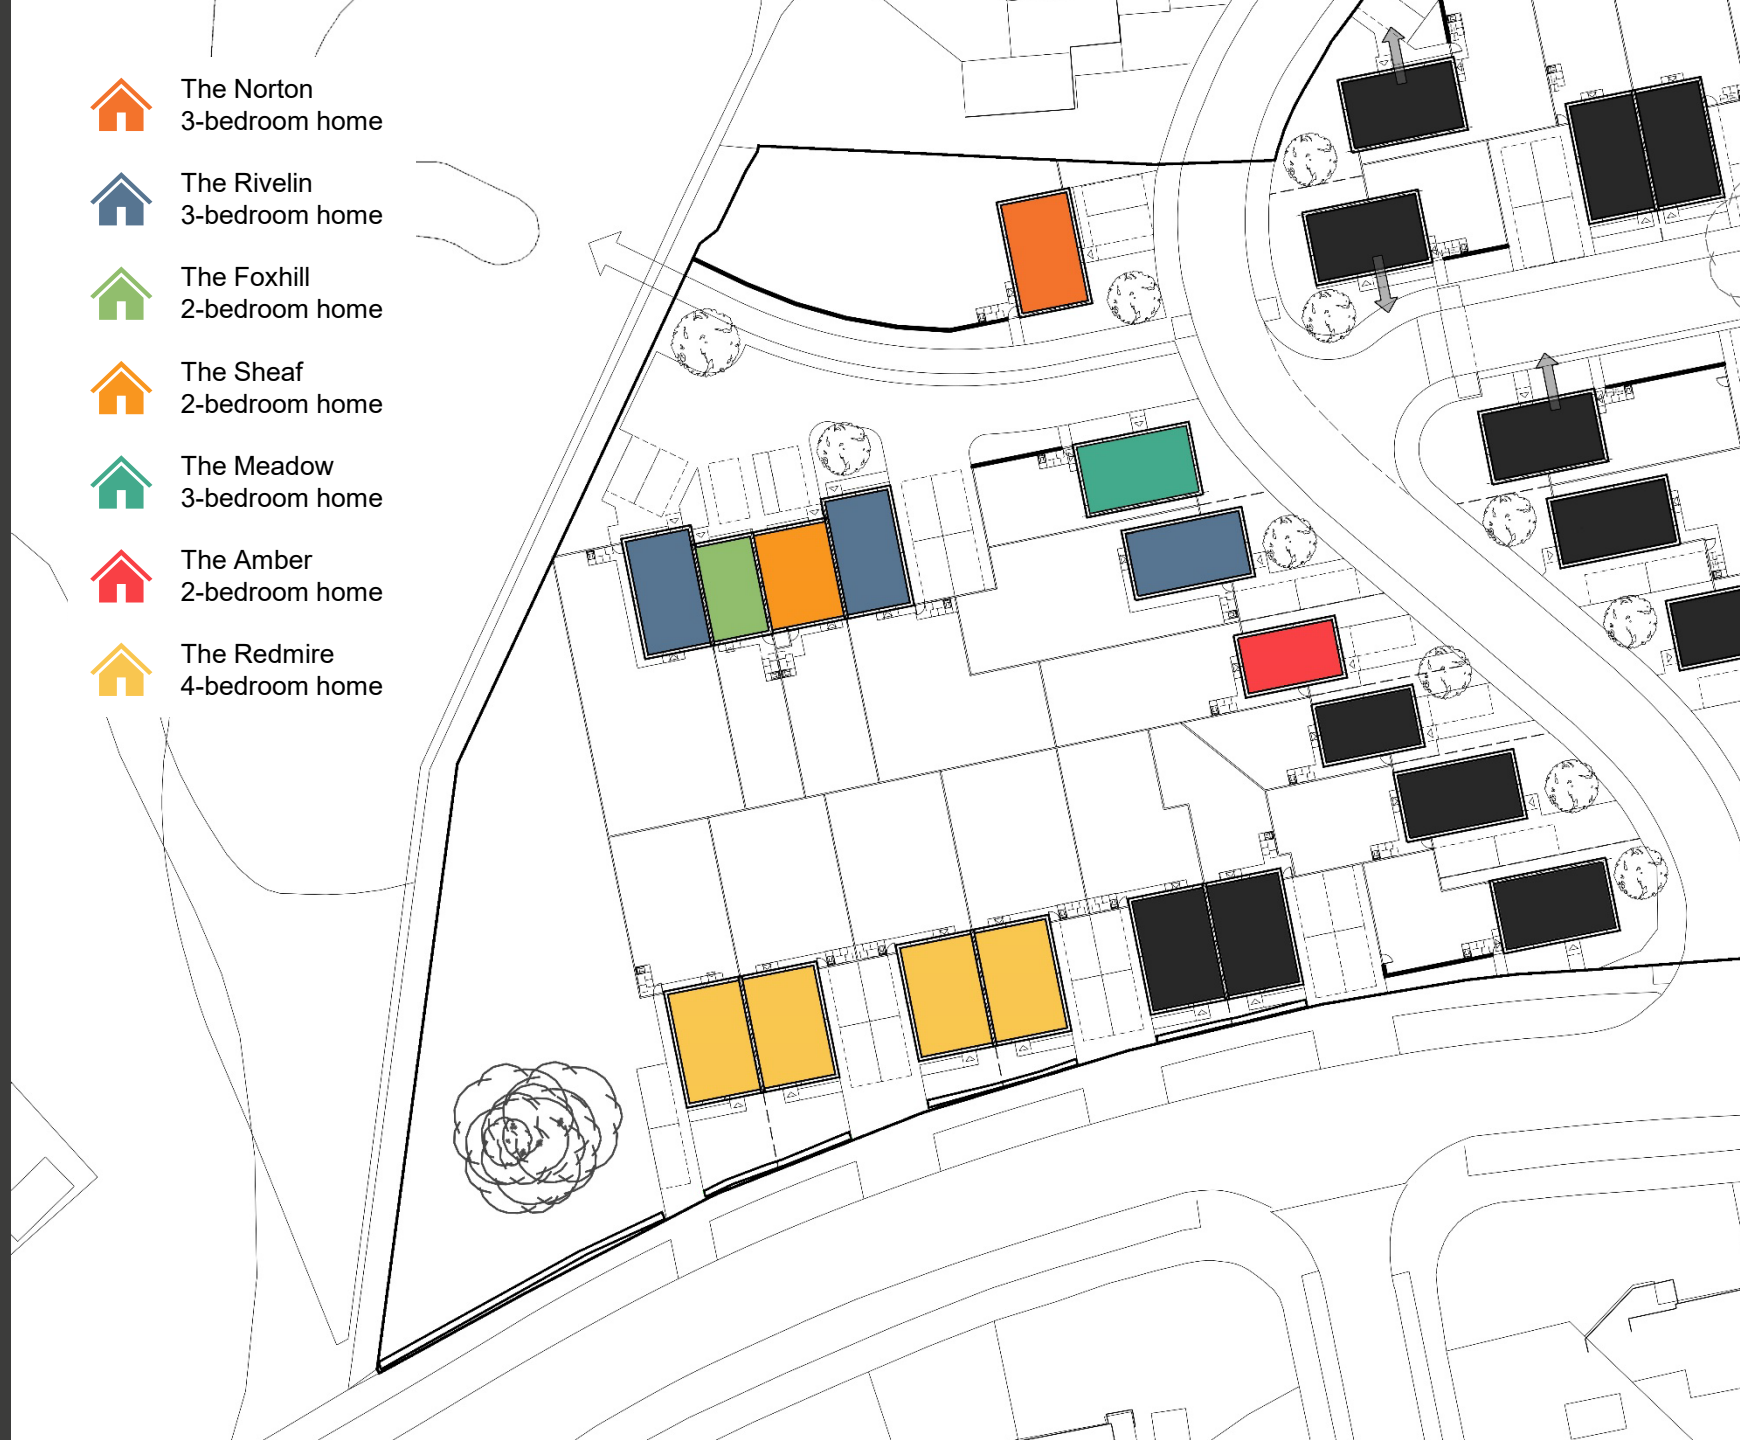 The Norton
3-bedroom home
The Rivelin
3-bedroom home
The Foxhill
2-bedroom home
The Sheaf
2-bedroom home
The Meadow
3-bedroom home
The Amber
2-bedroom home
The Redmire
4-bedroom home